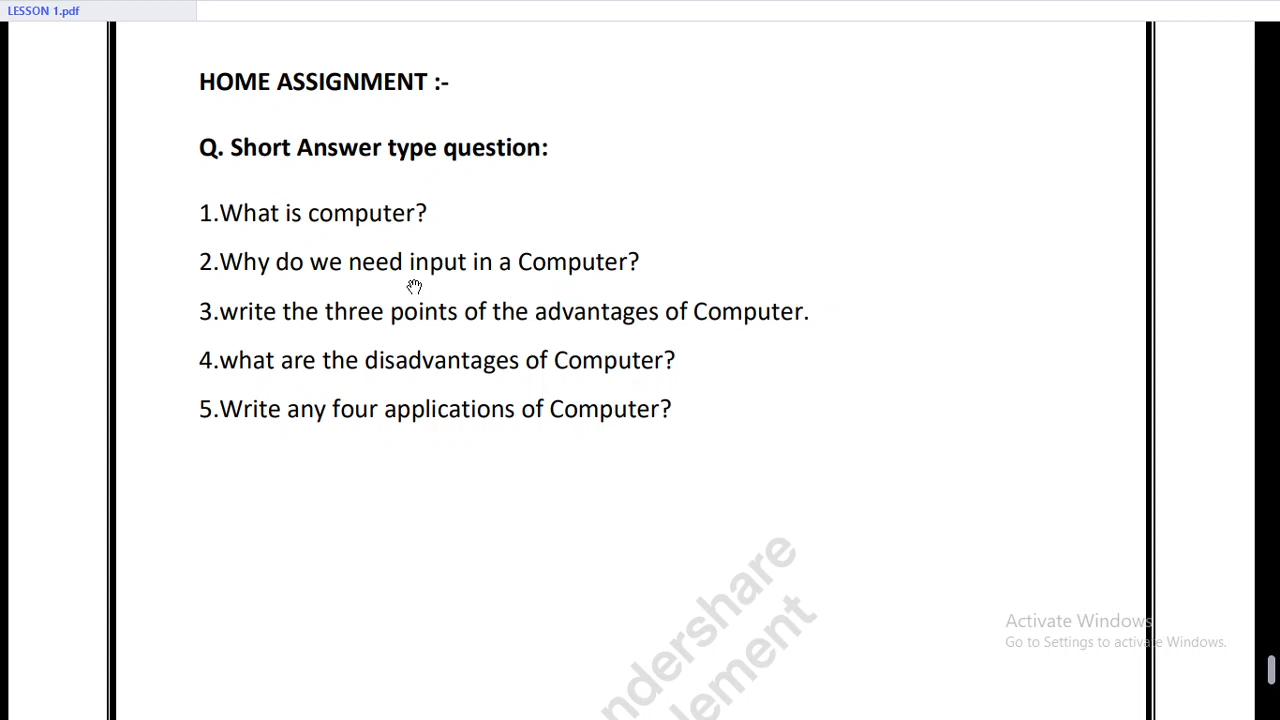 LESSON 1.pdf
HOME ASSIGNMENT :-
Q. Short Answer type question:
1.What is computer?
2.Why do we need input in a Computer?
3.write the three points of the advantages of Computer.
4.what are the disadvantages of Computer?
5.Write any four applications of Computer?
Activate Windows
Go to Settings to activate Windows.